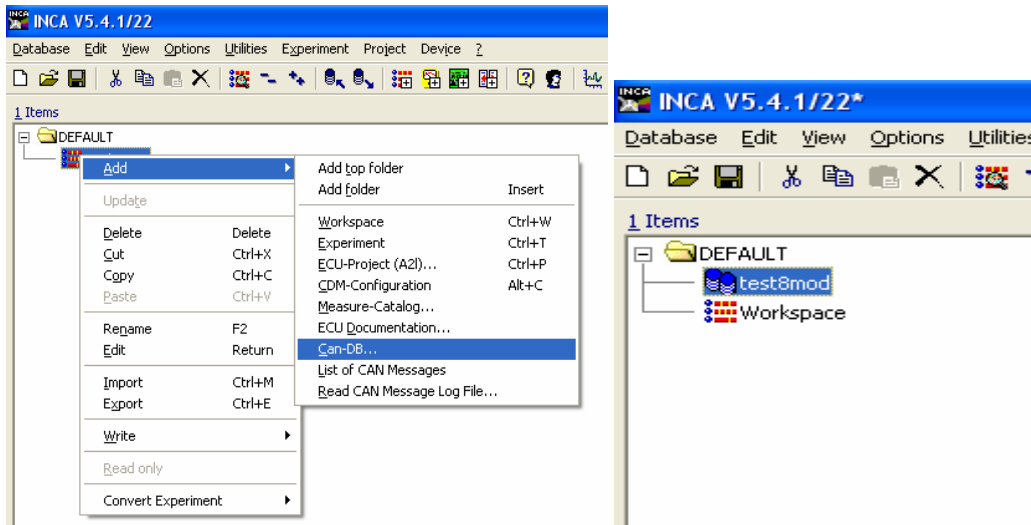 INCA V5.4.1/22
Database Edit View Options Utilities Experiment Project Device ?
1 Items
DEFAULT
Add
Update
Delete Delete
Cut Ctrl+X
Copy Ctrl+C
Paste Ctrl+V
Rename F2
Edit Return
Import Ctrl+M
Export Ctrl+E
Write
Read only
Convert Experiment
Add top folder
Add folder Insert
Workspace Ctrl+W
Experiment Ctrl+T
ECU-Project (A2l)... Ctrl+P
CDM-Configuration Alt+C
Measure-Catalog...
ECU Documentation...
Can-DB...
List of CAN Messages
Read CAN Message Log File...
INCA V5.4.1/22*
Database Edit View Options Utilities
1 Items
DEFAULT
test8mod
Workspace